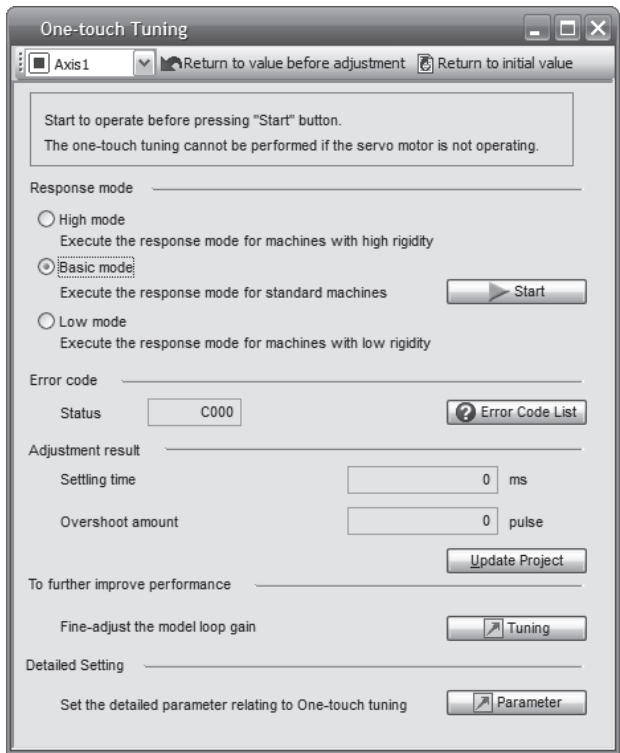 One-touch Tuning
Axis1 Return to value before adjustment Return to initial value
Start to operate before pressing "Start" button.
The one-touch tuning cannot be performed if the servo motor is not operating.
Response mode
High mode
Execute the response mode for machines with high rigidity
Basic mode
Execute the response mode for standard machines Start
Low mode
Execute the response mode for machines with low rigidity
Error code
Status C000 Error Code List
Adjustment result
Settling time 0 ms
Overshoot amount 0 pulse
Update Project
To further improve performance
Fine-adjust the model loop gain Tuning
Detailed Setting
Set the detailed parameter relating to One-touch tuning Parameter